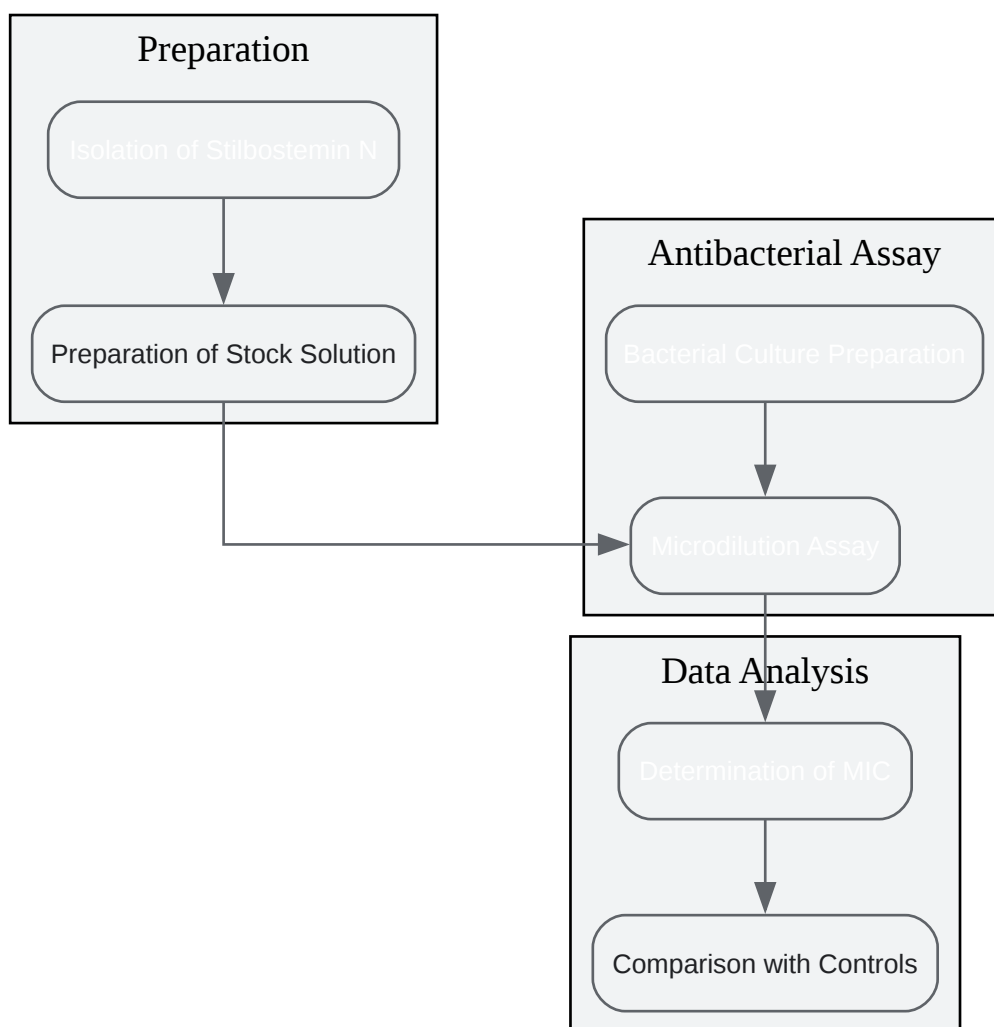 Preparation
Isolation of Stilbostemin N
Preparation of Stock Solution
Antibacterial Assay
Bacterial Culture Preparation
Microdilution Assay
Data Analysis
Determination of MIC
Comparison with Controls